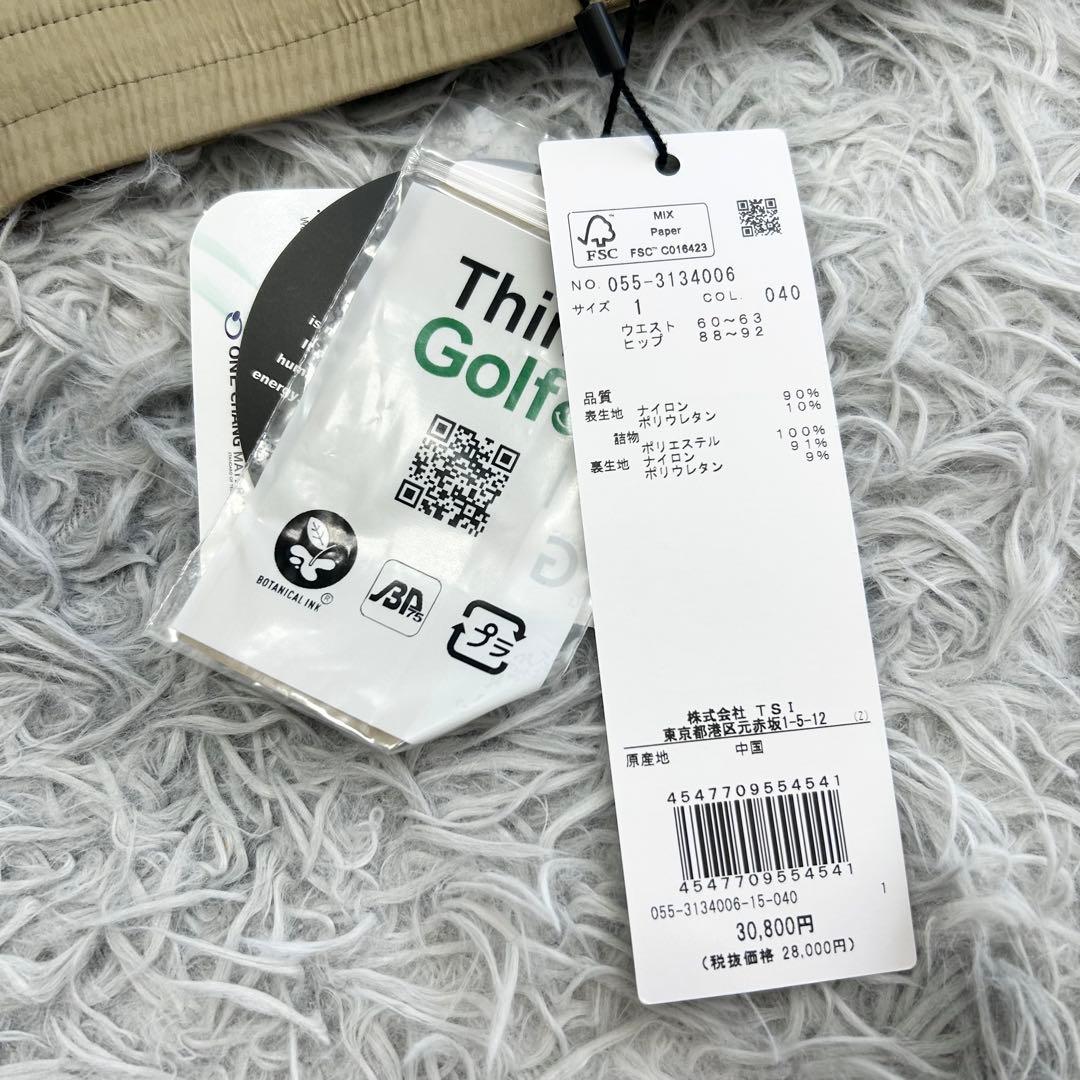 MIX
Paper
FSC™ C016423
FSC
NO. 055-3134006
サイズ 1 COL. 040
ウエスト 60～63
ヒップ 88～92
品質
表生地 ナイロン 90%
ポリウレタン 10%
詰物
ポリエステル 100%
裏生地 ナイロン 91%
ポリウレタン 9%
株式会社 TSI
東京都港区元赤坂1-5-12 (Z)
原産地 中国
4547709554541
4547709554541
055-3134006-15-040 1
30,800円
(税抜価格 28,000円)
Golf
BOTANICAL INK®
BA75
プラ
energy
ONE